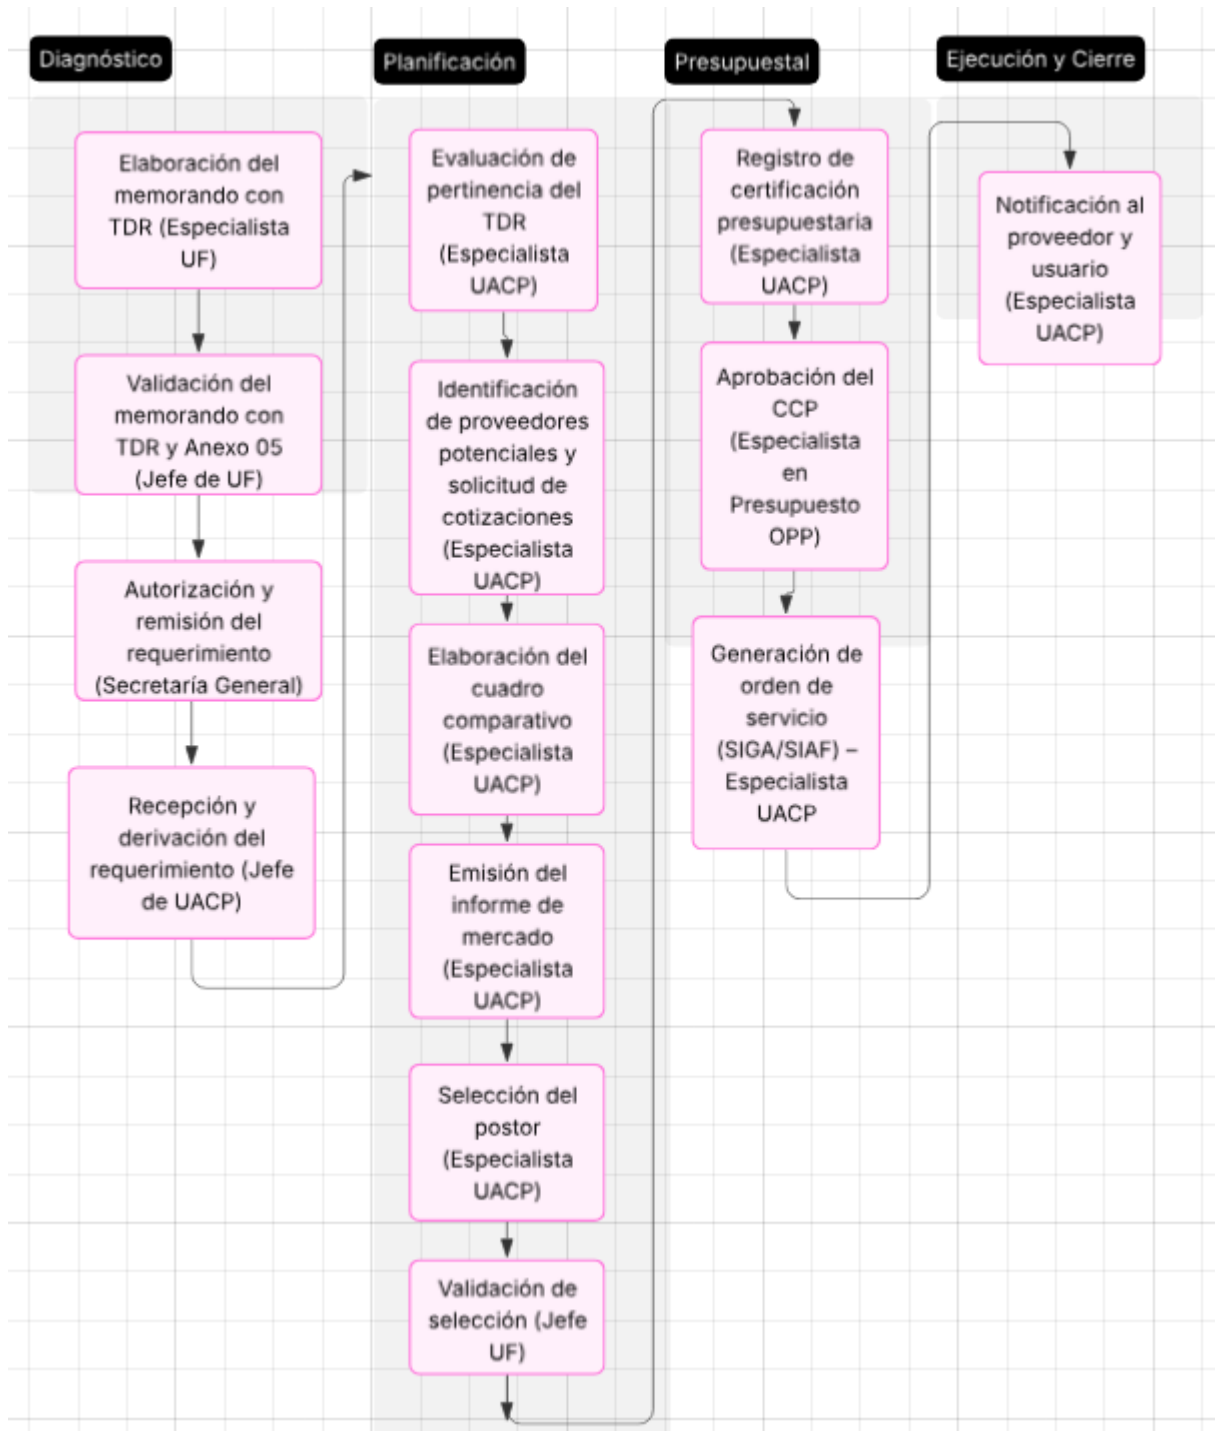 Diagnóstico
Elaboración del
memorando con
TDR (Especialista
UF)
Validación del
memorando con
TDR y Anexo 05
(Jefe de UF)
Autorización y
remisión del
requerimiento
(Secretaría General)
Recepción y
derivación del
requerimiento (Jefe
de UACP)
Planificación
Evaluación de
pertinencia del
TDR
(Especialista
UACP)
Identificación
de proveedores
potenciales y
solicitud de
cotizaciones
(Especialista
UACP)
Elaboración del
cuadro
comparativo
(Especialista
UACP)
Emisión del
informe de
mercado
(Especialista
UACP)
Selección del
postor
(Especialista
UACP)
Validación de
selección (Jefe
UF)
Presupuestal
Registro de
certificación
presupuestaria
(Especialista
UACP)
Aprobación del
CCP
(Especialista
en
Presupuesto
OPP)
Generación de
orden de
servicio
(SIGA/SIAF) –
Especialista
UACP
Ejecución y Cierre
Notificación al
proveedor y
usuario
(Especialista
UACP)